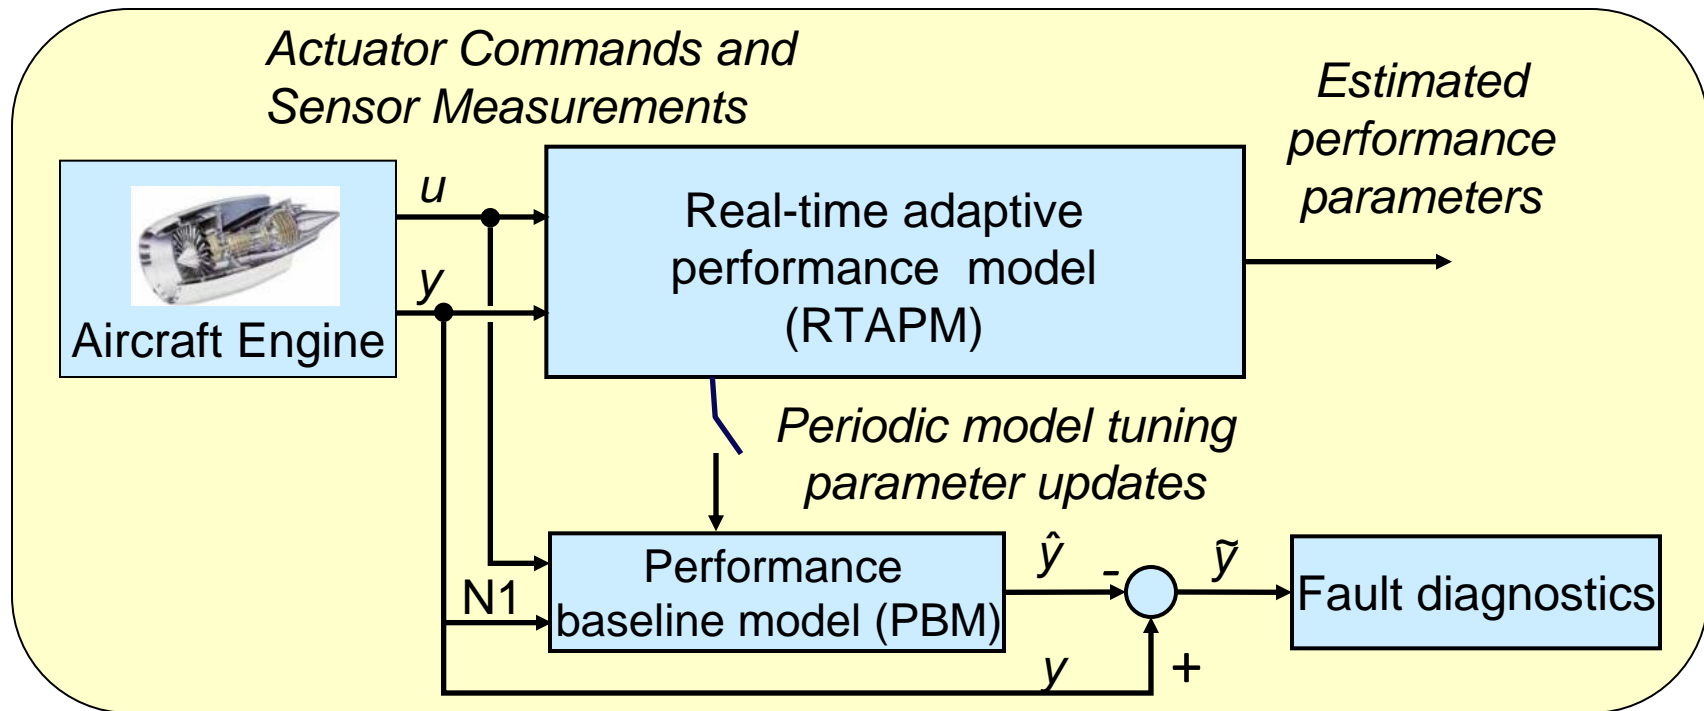 Actuator Commands and
Sensor Measurements
Estimated
performance
parameters
u
y
Aircraft Engine
Real-time adaptive
performance model
(RTAPM)
Periodic model tuning
parameter updates
N1
Performance
baseline model (PBM)
ŷ
-
ỹ
Fault diagnostics
y
+